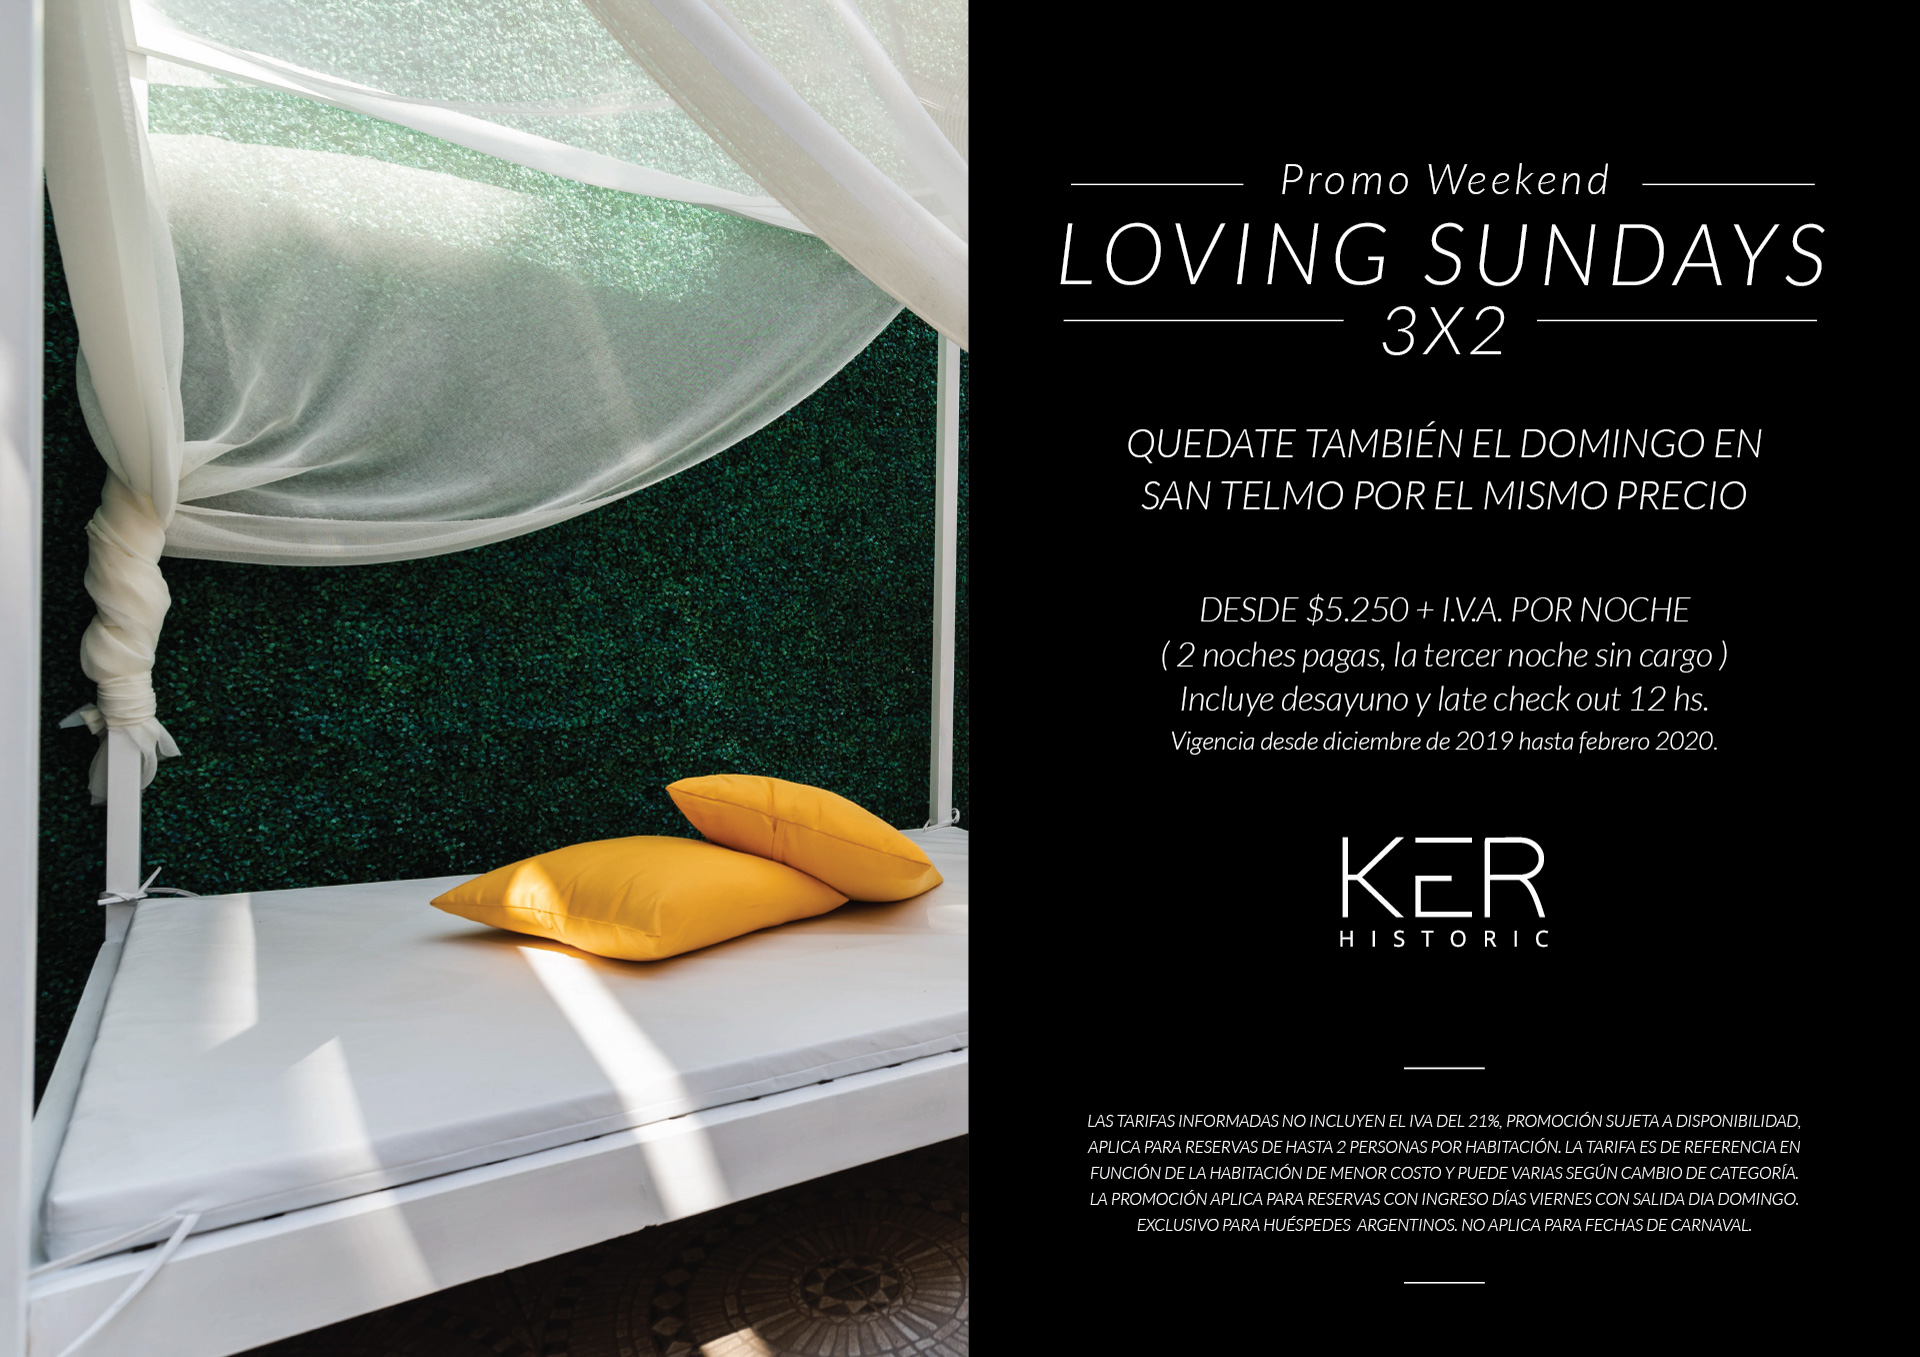 Promo Weekend
LOVING SUNDAYS
3X2
QUEDATE TAMBIÉN EL DOMINGO EN
SAN TELMO POR EL MISMO PRECIO
DESDE $5.250 + I.V.A. POR NOCHE
( 2 noches pagas, la tercer noche sin cargo )
Incluye desayuno y late check out 12 hs.
Vigencia desde diciembre de 2019 hasta febrero 2020.
KER
HISTORIC
LAS TARIFAS INFORMADAS NO INCLUYEN EL IVA DEL 21%, PROMOCIÓN SUJETA A DISPONIBILIDAD,
APLICA PARA RESERVAS DE HASTA 2 PERSONAS POR HABITACIÓN. LA TARIFA ES DE REFERENCIA EN
FUNCIÓN DE LA HABITACIÓN DE MENOR COSTO Y PUEDE VARIAS SEGÚN CAMBIO DE CATEGORÍA.
LA PROMOCIÓN APLICA PARA RESERVAS CON INGRESO DÍAS VIERNES CON SALIDA DIA DOMINGO.
EXCLUSIVO PARA HUÉSPEDES ARGENTINOS. NO APLICA PARA FECHAS DE CARNAVAL.